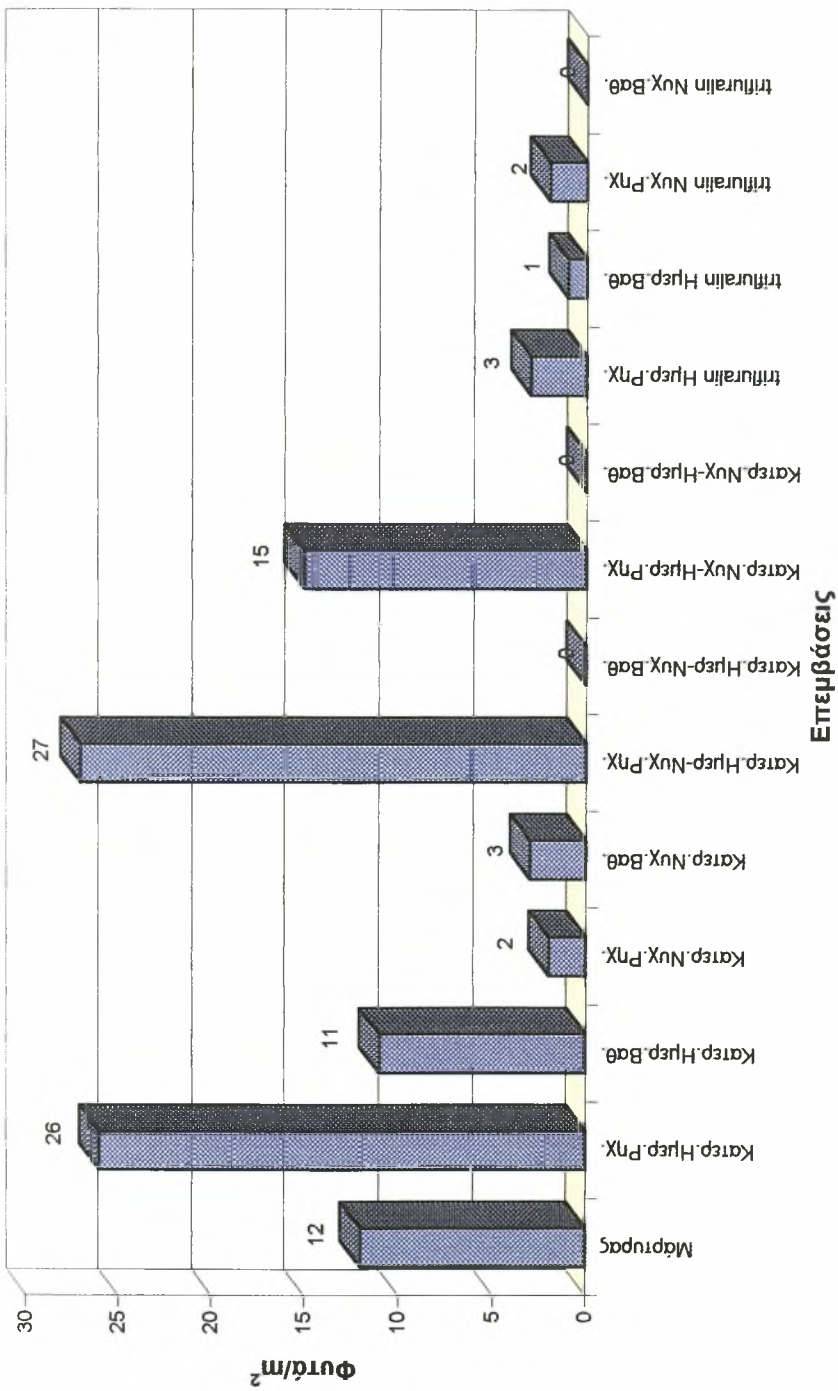 Φυτά/m²
30
25
20
15
10
5
0
12
26
11
2
3
27
0
15
0
3
1
2
0
Μάρτυρας
Κατερ.Ημερ.Ρηχ.
Κατερ.Ημερ.Βαθ.
Κατερ.Νυχ.Ρηχ.
Κατερ.Νυχ.Βαθ.
Κατερ.Ημερ-Νυχ.Ρηχ.
Κατερ.Ημερ-Νυχ.Βαθ.
Κατερ.Νυχ-Ημερ.Ρηχ.
Κατερ.Νυχ-Ημερ.Βαθ.
trifluralin Ημερ.Ρηχ.
trifluralin Ημερ.Βαθ.
trifluralin Νυχ.Ρηχ.
trifluralin Νυχ.Βαθ.
Επεμβάσεις